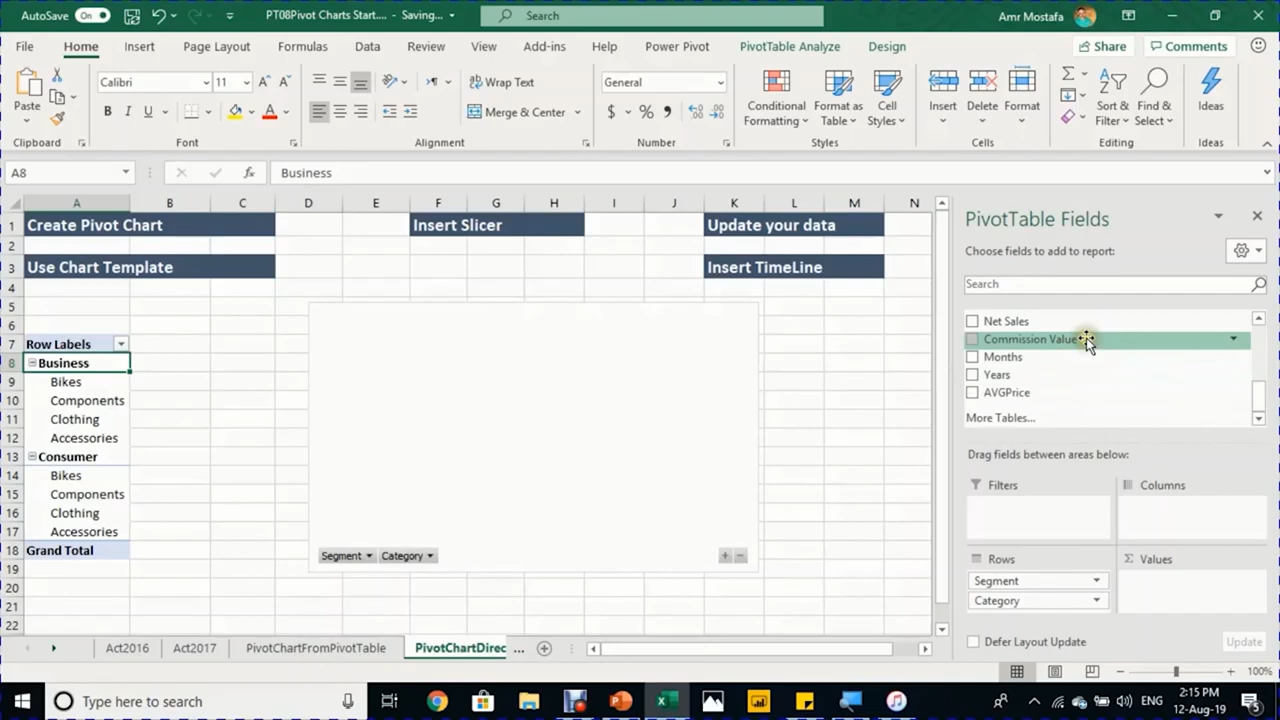 AutoSave On
PT08Pivot Charts Start.... - Saving...
Search
Amr Mostafa
File Home Insert Page Layout Formulas Data Review View Add-ins Help Power Pivot PivotTable Analyze Design Share Comments
Paste
Calibri 11
B I U
Wrap Text
Merge & Center
General
$ %
Conditional Formatting
Format as Table
Cell Styles
Insert
Delete
Format
Sort & Filter
Find & Select
Ideas
Clipboard Font Alignment Number Styles Cells Editing Ideas
A8
fx
Business
A B C D E F G H I J K L M N
1 Create Pivot Chart Insert Slicer Update your data
2
3 Use Chart Template Insert TimeLine
4
5
6
7 Row Labels
8 Business
9 Bikes
10 Components
11 Clothing
12 Accessories
13 Consumer
14 Bikes
15 Components
16 Clothing
17 Accessories
18 Grand Total
19
20
21
22
Segment Category
PivotTable Fields
Choose fields to add to report:
Search
Net Sales
Commission Value
Months
Years
AVGPrice
More Tables...
Drag fields between areas below:
Filters
Columns
Rows
Σ Values
Segment
Category
Defer Layout Update
Update
Act2016 Act2017 PivotChartFromPivotTable PivotChartDirec ...
100%
Type here to search
ENG
2:15 PM
12-Aug-19
5